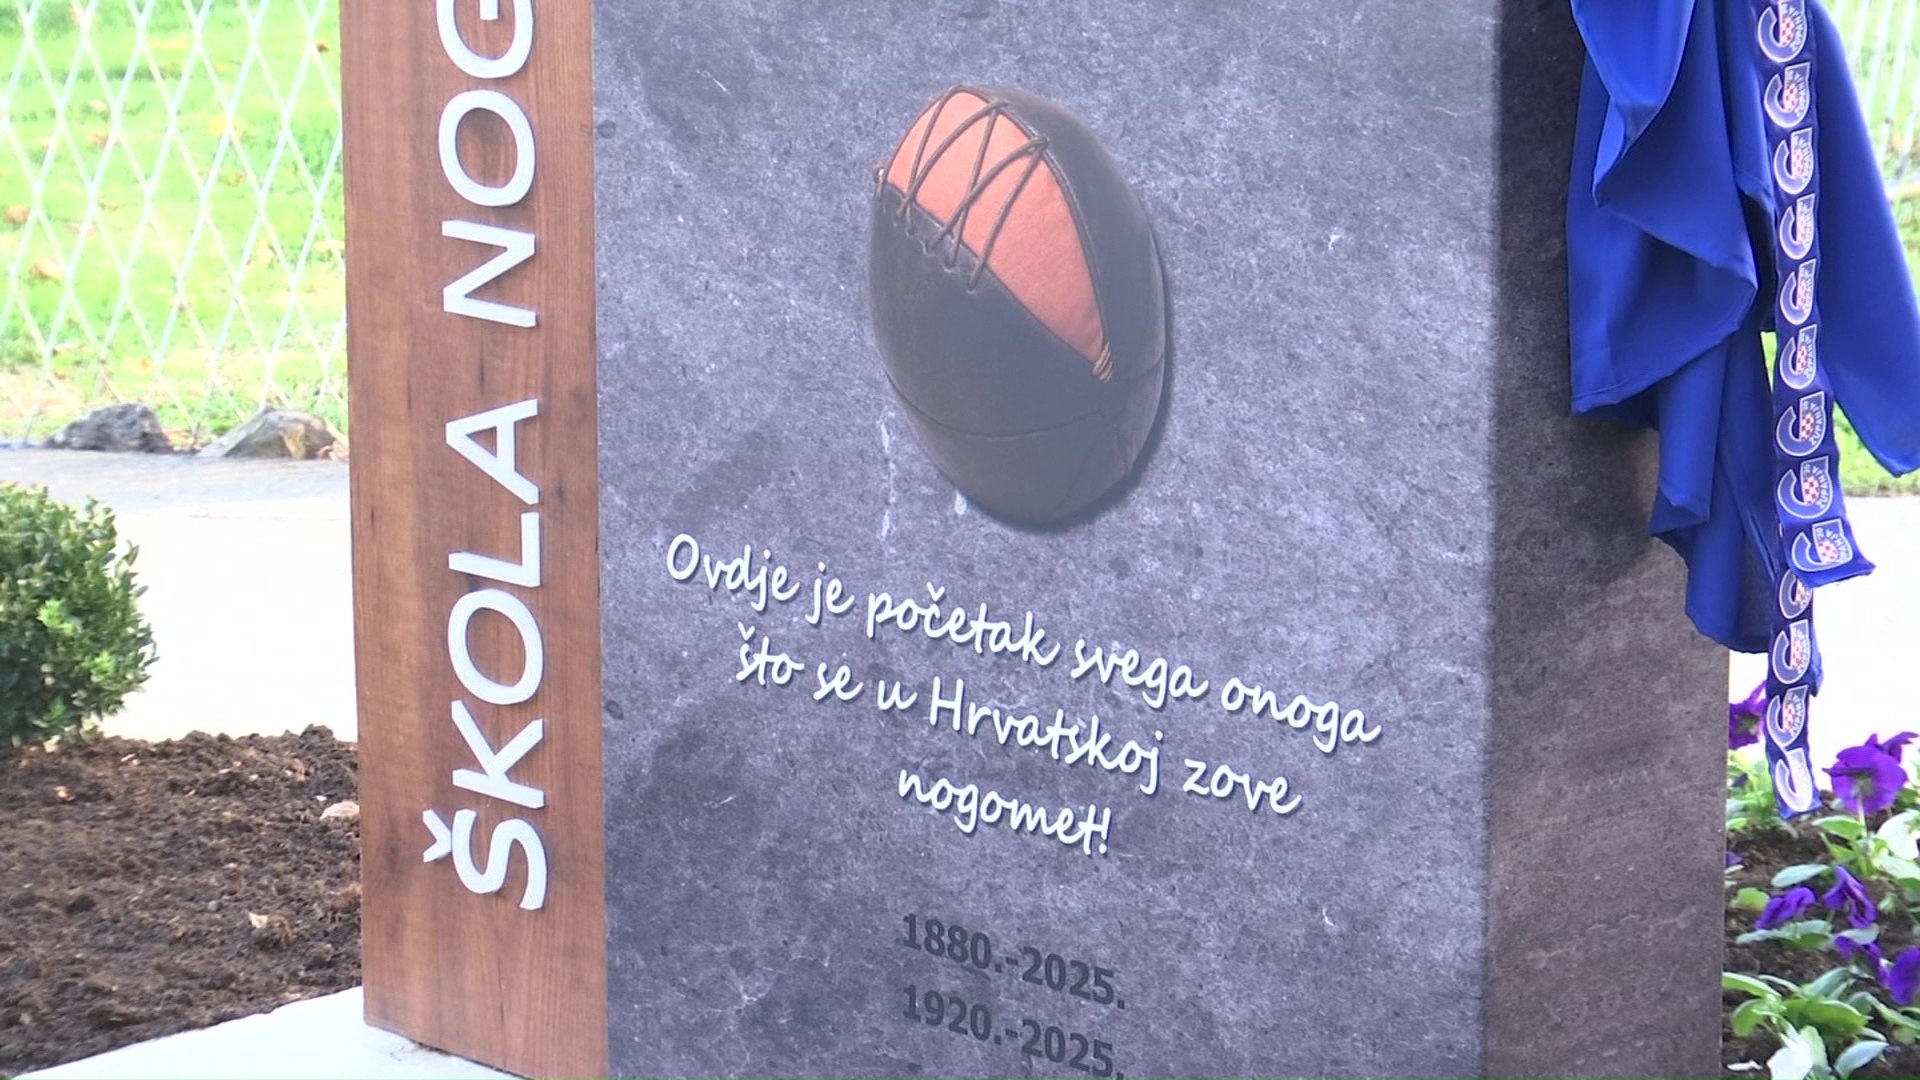 ŠKOLA NOG
Ovdje je početak svega onoga
što se u Hrvatskoj zove
nogomet!
1880.-2025.
1920.-2025.